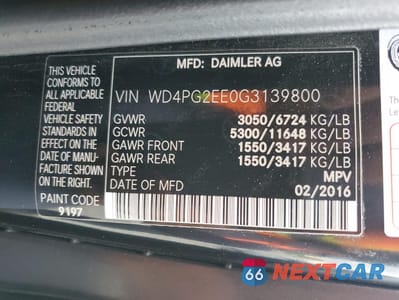 THIS VEHICLE
CONFORMS TO
ALL APPLICABLE
FEDERAL
VEHICLE SAFETY
STANDARDS IN
EFFECT ON THE
DATE OF MANU-
FACTURE SHOWN
PAINT CODE
9197
MFD: DAIMLER AG
VIN WD4PG2EE0G3139800
GVWR 3050/6724 KG/LB
GCWR 5300/11648 KG/LB
GAWR FRONT 1550/3417 KG/LB
GAWR REAR 1550/3417 KG/LB
TYPE MPV
DATE OF MFD 02/2016
66 NEXTCAR